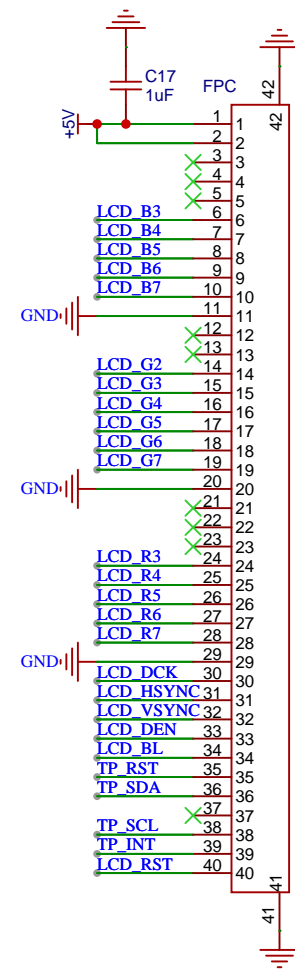 C17
1uF
FPC
42
42
+5V
1 1
2 2
3 3
4 4
5 5
LCD_B3 6 6
LCD_B4 7 7
LCD_B5 8 8
LCD_B6 9 9
LCD_B7 10 10
GND 11 11
12 12
13 13
LCD_G2 14 14
LCD_G3 15 15
LCD_G4 16 16
LCD_G5 17 17
LCD_G6 18 18
LCD_G7 19 19
GND 20 20
21 21
22 22
23 23
LCD_R3 24 24
LCD_R4 25 25
LCD_R5 26 26
LCD_R6 27 27
LCD_R7 28 28
GND 29 29
LCD_DCK 30 30
LCD_HSYNC 31 31
LCD_VSYNC 32 32
LCD_DEN 33 33
LCD_BL 34 34
TP_RST 35 35
TP_SDA 36 36
37 37
TP_SCL 38 38
TP_INT 39 39
LCD_RST 40 40
41
41